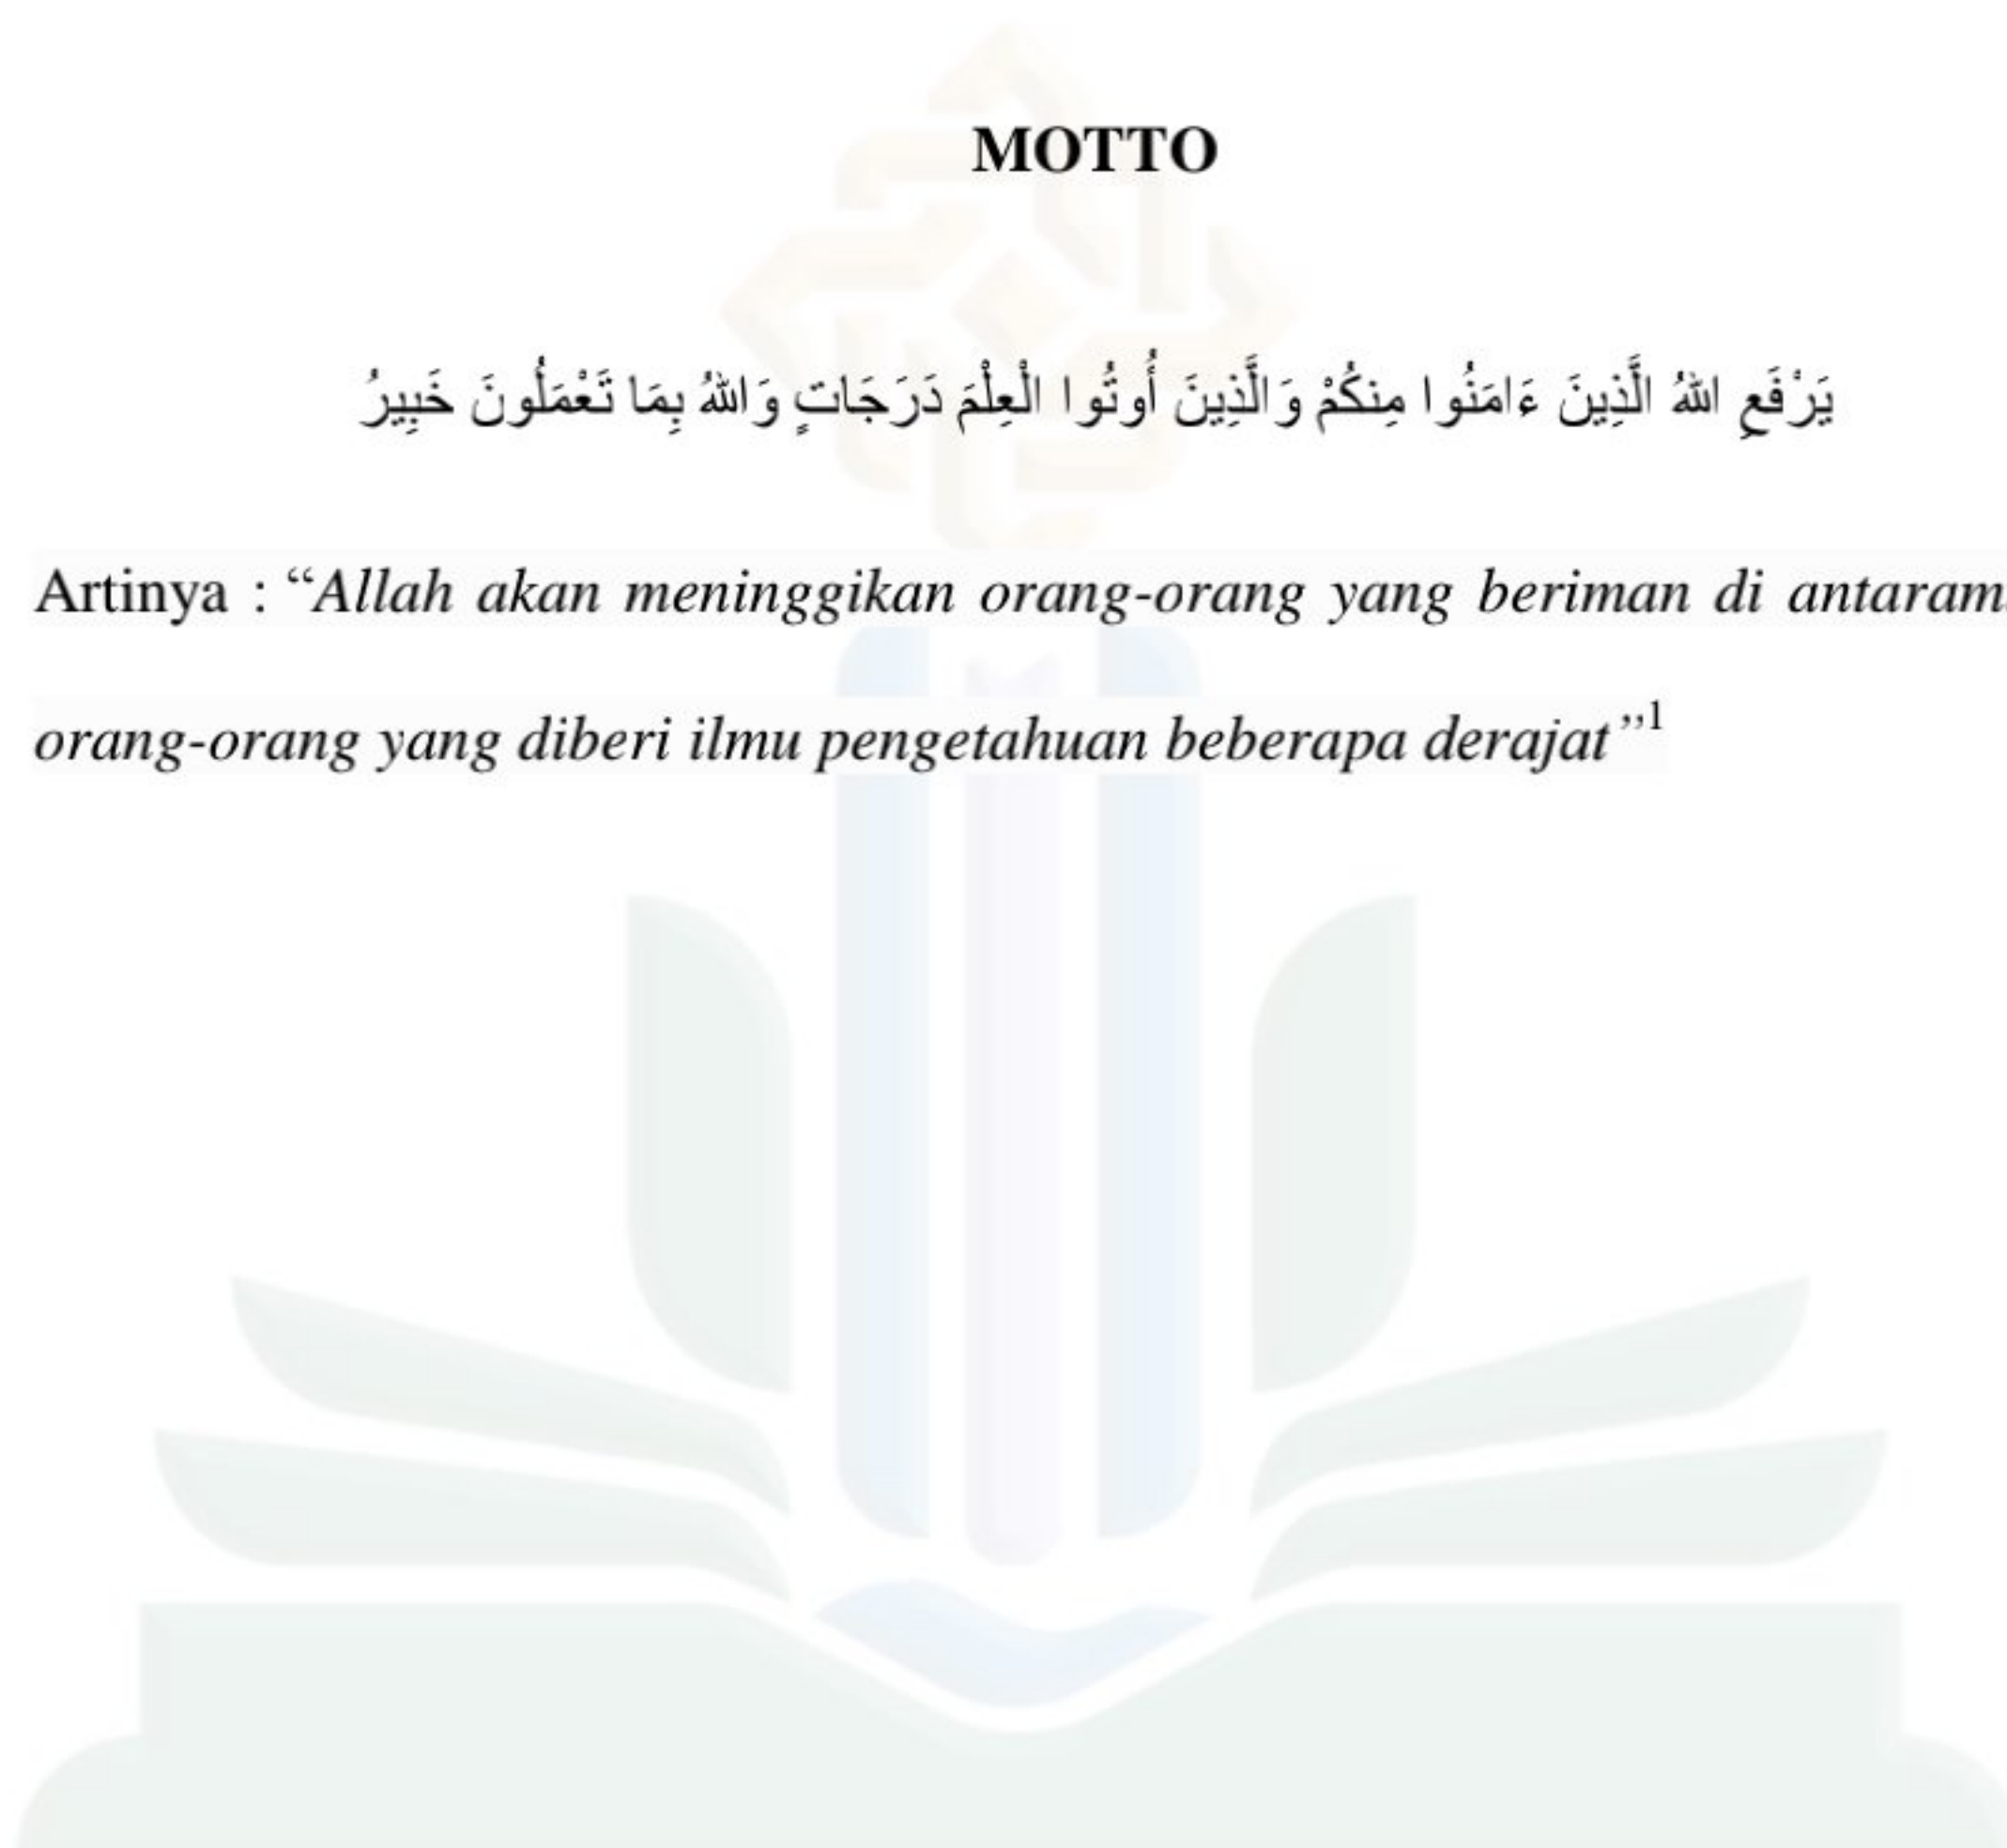 MOTTO
يَرْفَعِ اللهُ الَّذِينَ ءَامَنُوا مِنكُمْ وَالَّذِينَ أُوتُوا الْعِلْمَ دَرَجَاتٍ وَاللهُ بِمَا تَعْمَلُونَ خَبِيرُ
Artinya : “Allah akan meninggikan orang-orang yang beriman di
orang-orang yang diberi ilmu pengetahuan beberapa derajat”¹